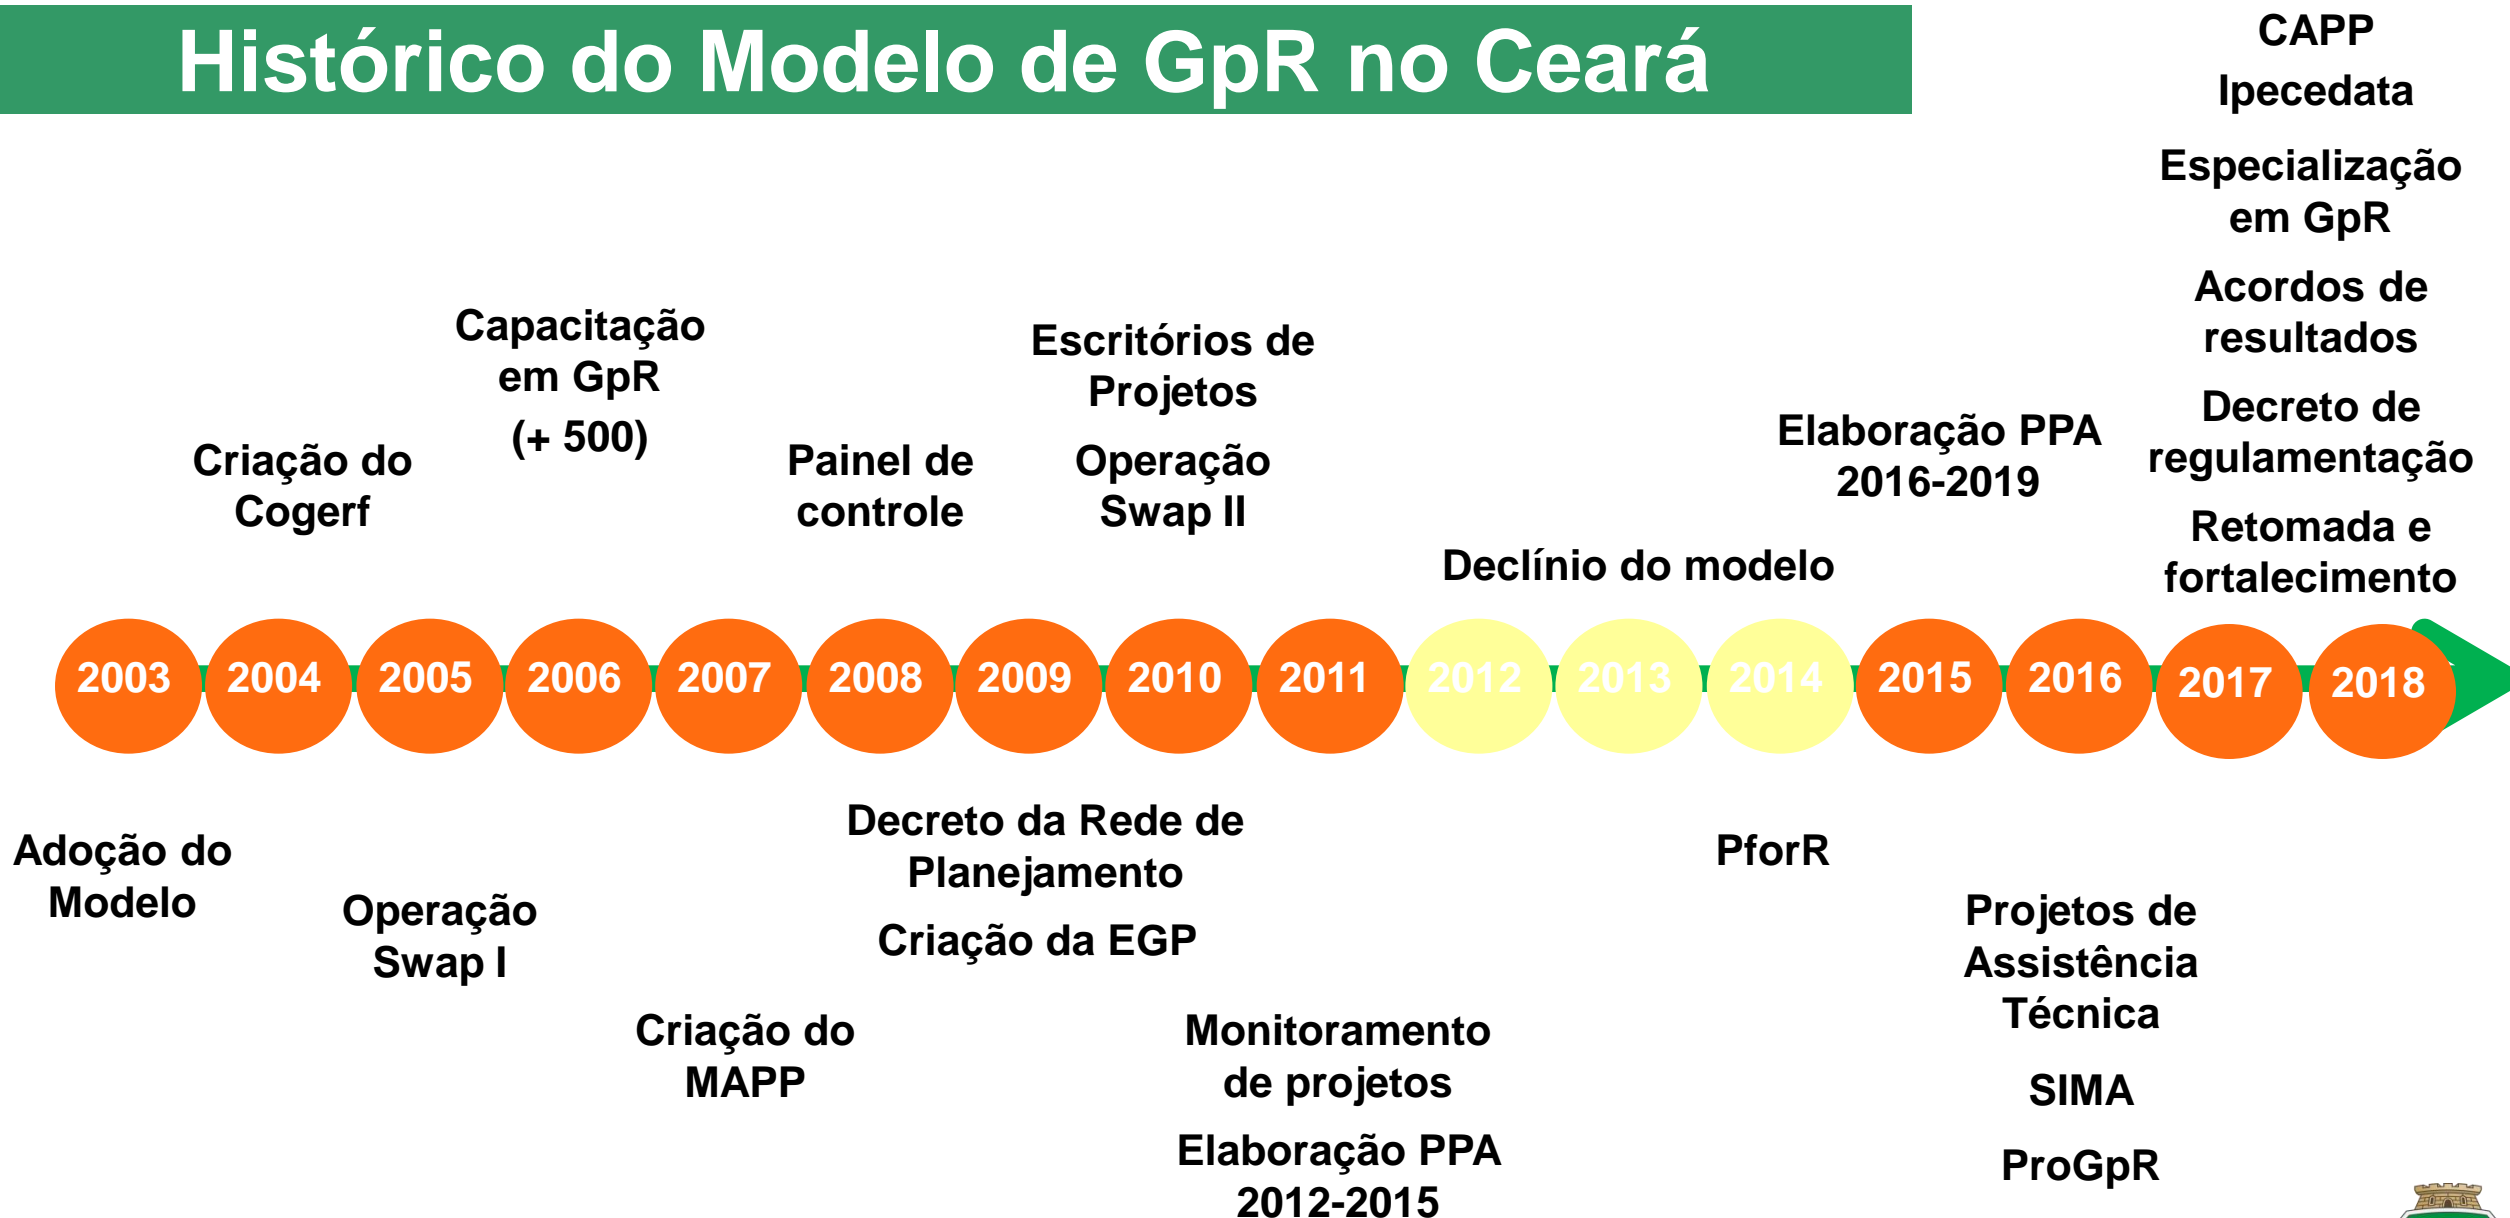 Histórico do Modelo de GpR no Ceará
CAPP
Ipecedata
Especialização
em GpR
Acordos de
resultados
Decreto de
regulamentação
Retomada e
fortalecimento
Criação do
Cogerf
Capacitação
em GpR
(+ 500)
Painel de
controle
Escritórios de
Projetos
Operação
Swap II
Declínio do modelo
Elaboração PPA
2016-2019
2003
2004
2005
2006
2007
2008
2009
2010
2011
2012
2013
2014
2015
2016
2017
2018
Adoção do
Modelo
Operação
Swap I
Criação do
MAPP
Decreto da Rede de
Planejamento
Criação da EGP
Monitoramento
de projetos
Elaboração PPA
2012-2015
PforR
Projetos de
Assistência
Técnica
SIMA
ProGpR